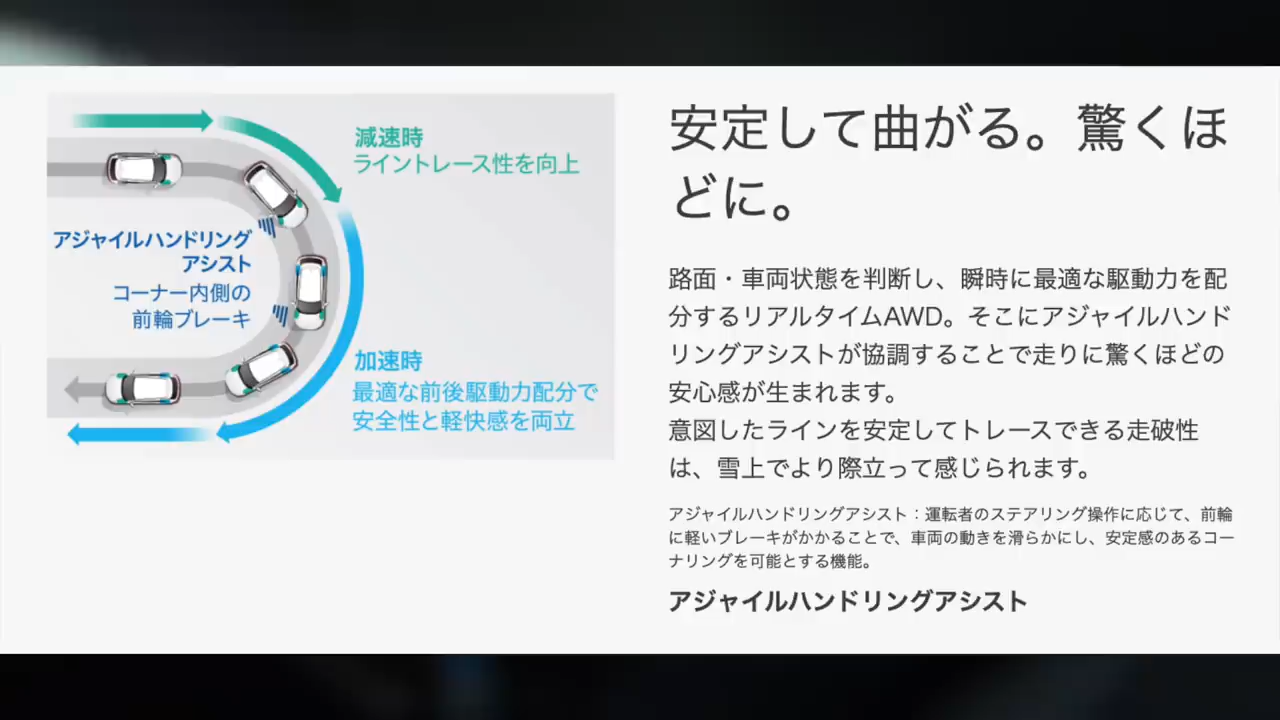 減速時
ライントレース性を向上
アジャイルハンドリング
アシスト
コーナー内側の
前輪ブレーキ
加速時
最適な前後駆動力配分で
安全性と軽快感を両立
安定して曲がる。驚くほ
どに。
路面・車両状態を判断し、瞬時に最適な駆動力を配
分するリアルタイムAWD。そこにアジャイルハンド
リングアシストが協調することで走りに驚くほどの
安心感が生まれます。
意図したラインを安定してトレースできる走破性
は、雪上でより際立って感じられます。
アジャイルハンドリングアシスト：運転者のステアリング操作に応じて、前輪
に軽いブレーキがかかることで、車両の動きを滑らかにし、安定感のあるコー
ナリングを可能とする機能。
アジャイルハンドリングアシスト